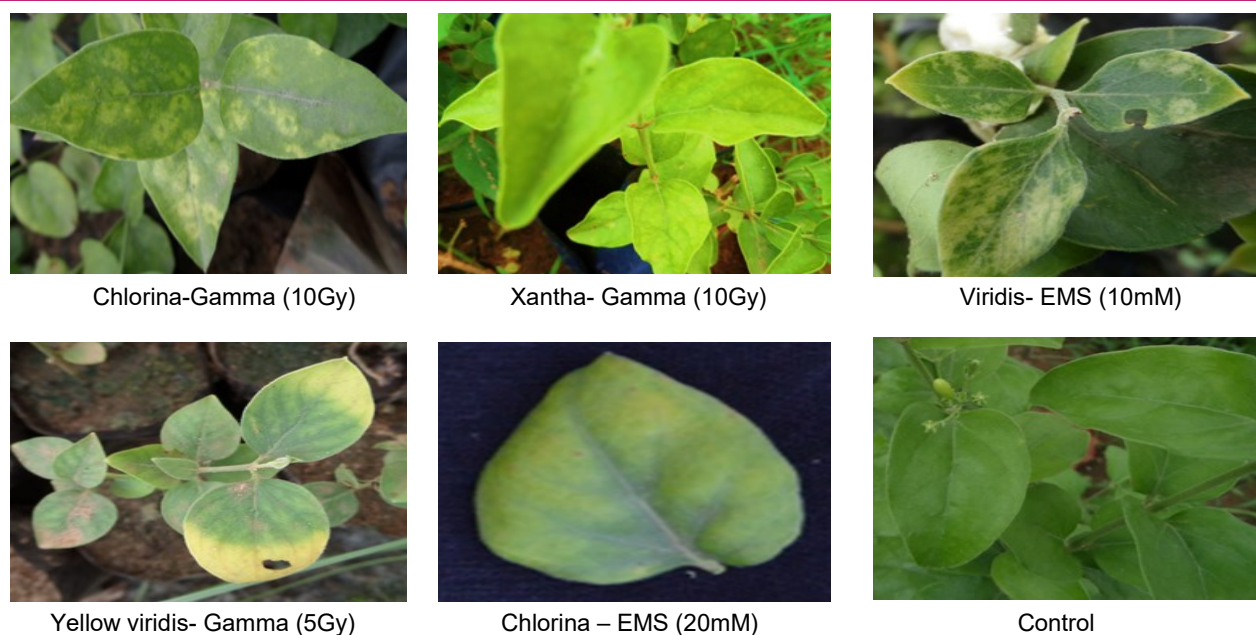 Chlorina-Gamma (10Gy)
Xantha- Gamma (10Gy)
Viridis- EMS (10mM)
Yellow viridis- Gamma (5Gy)
Chlorina – EMS (20mM)
Control